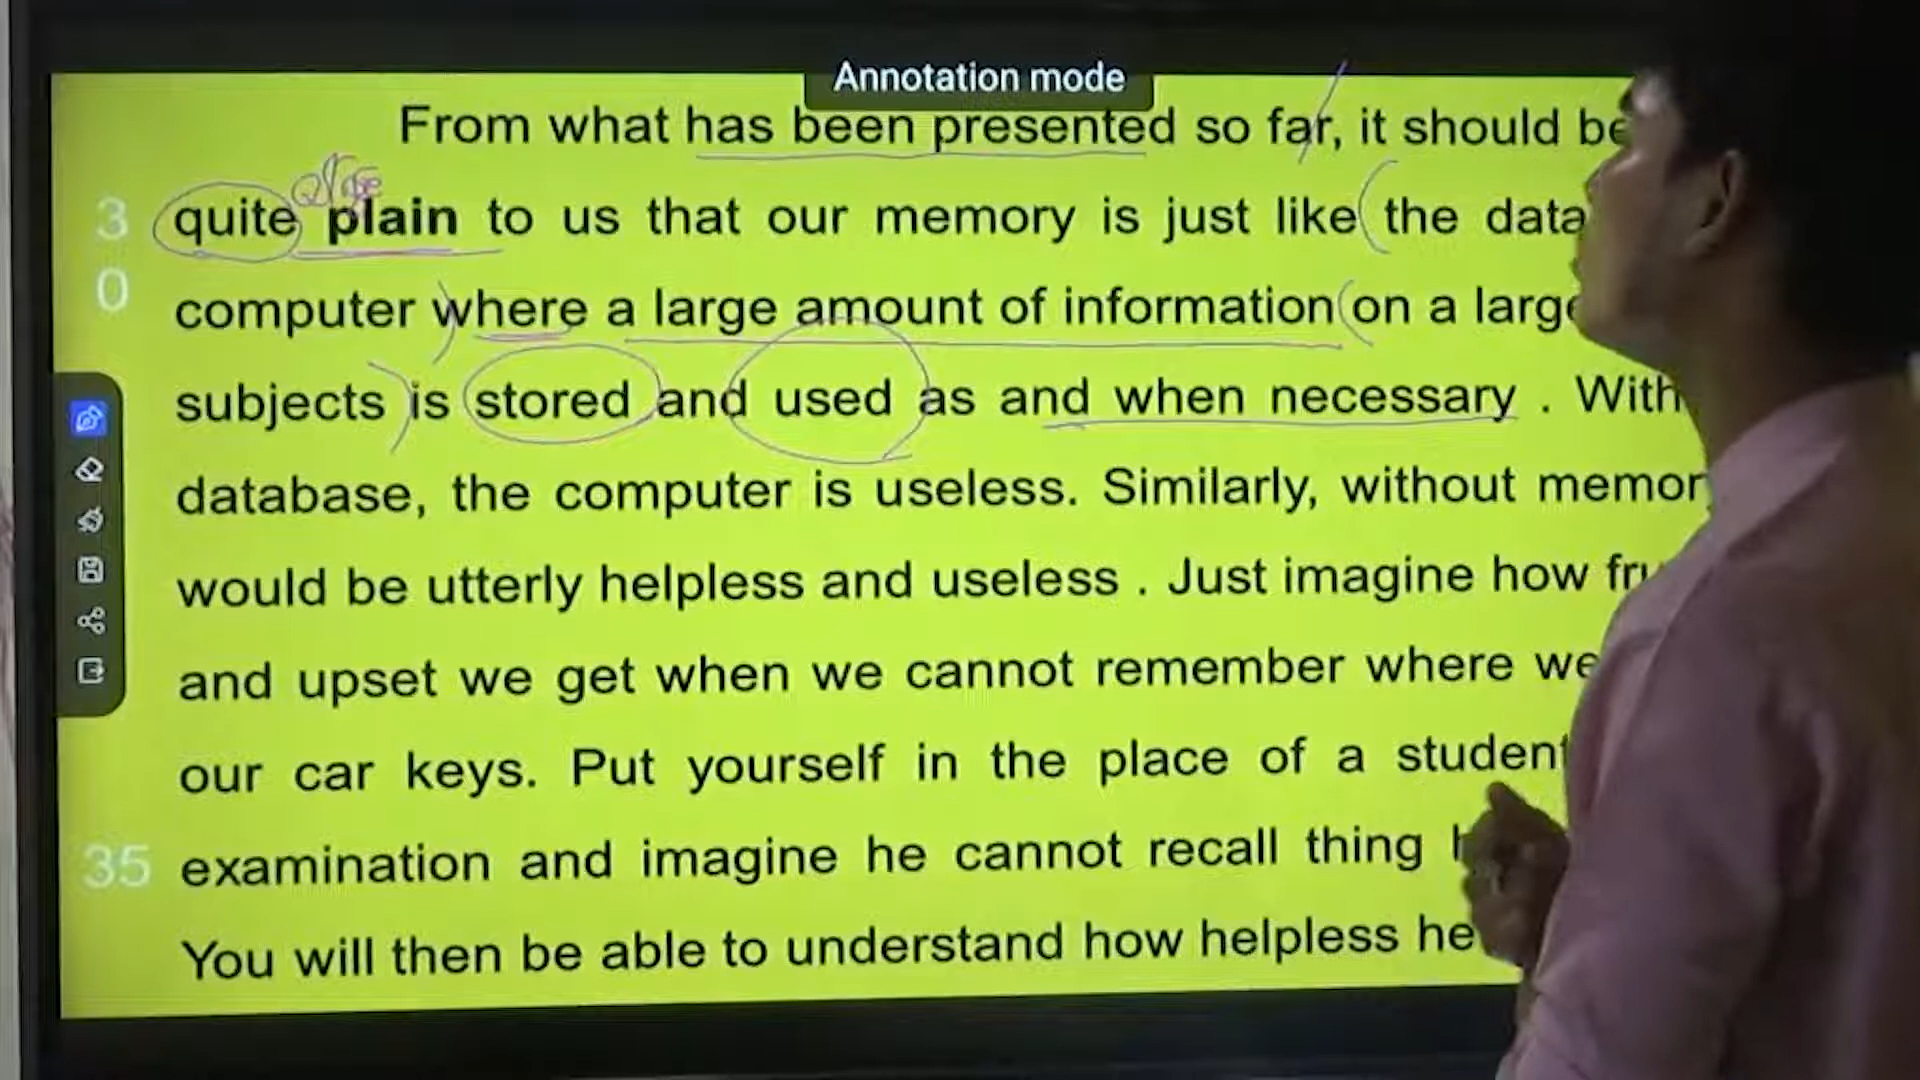 Annotation mode
From what has been presented so far, it should be
30 quite plain to us that our memory is just like the data
computer where a large amount of information on a large
subjects is stored and used as and when necessary . With
database, the computer is useless. Similarly, without memor
would be utterly helpless and useless . Just imagine how fru
and upset we get when we cannot remember where we
our car keys. Put yourself in the place of a student
35 examination and imagine he cannot recall thing h
You will then be able to understand how helpless he